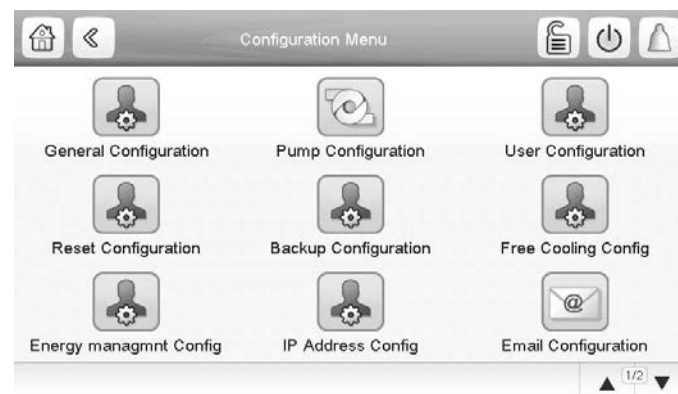 Configuration Menu
General Configuration
Pump Configuration
User Configuration
Reset Configuration
Backup Configuration
Free Cooling Config
Energy managmnt Config
IP Address Config
@
Email Configuration
1/2